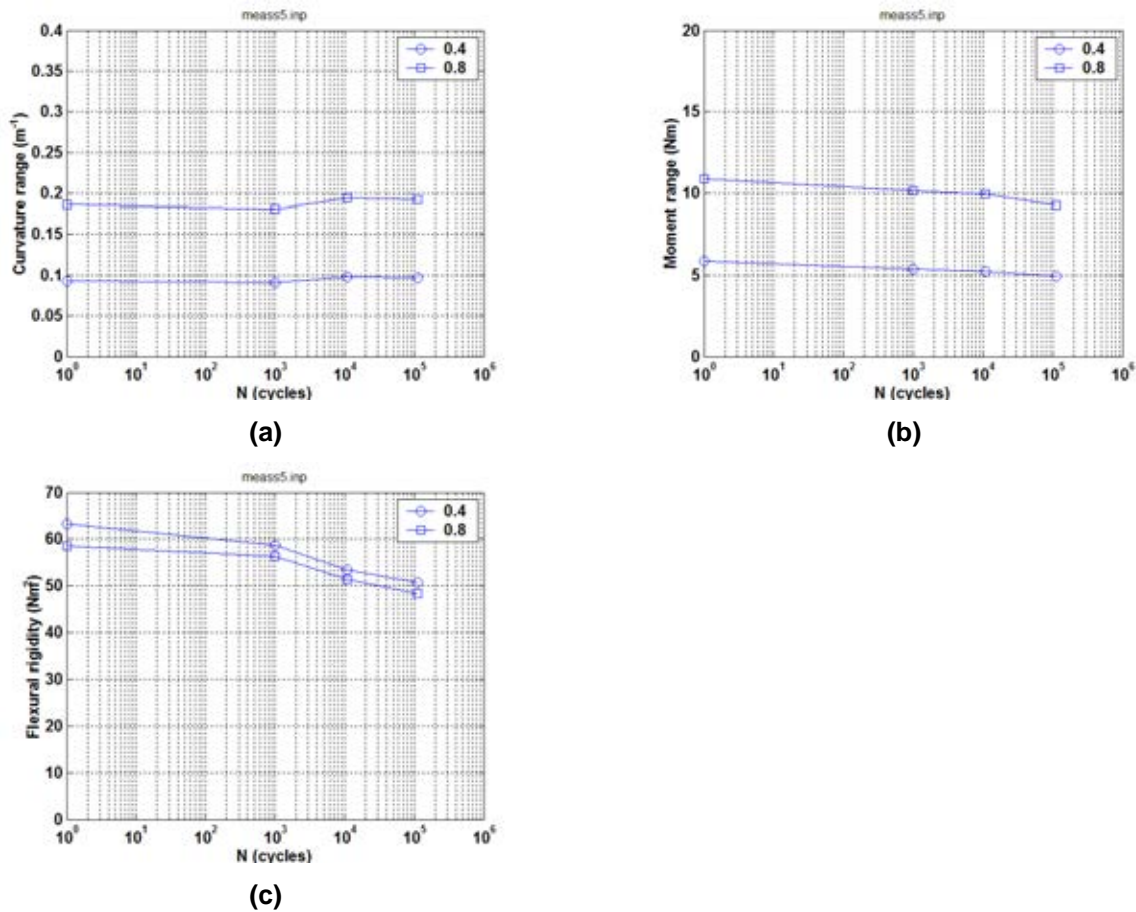 meass5.inp
0.4
0.35
0.3
0.25
0.2
0.15
0.1
0.05
0
Curvature range (m⁻¹)
0.4
0.8
10⁰ 10¹ 10² 10³ 10⁴ 10⁵ 10⁶
N (cycles)
(a)
meass5.inp
20
15
10
5
0
Moment range (Nm)
0.4
0.8
10⁰ 10¹ 10² 10³ 10⁴ 10⁵ 10⁶
N (cycles)
(b)
meass5.inp
70
60
50
40
30
20
10
0
Flexural rigidity (Nm²)
0.4
0.8
10⁰ 10¹ 10² 10³ 10⁴ 10⁵ 10⁶
N (cycles)
(c)